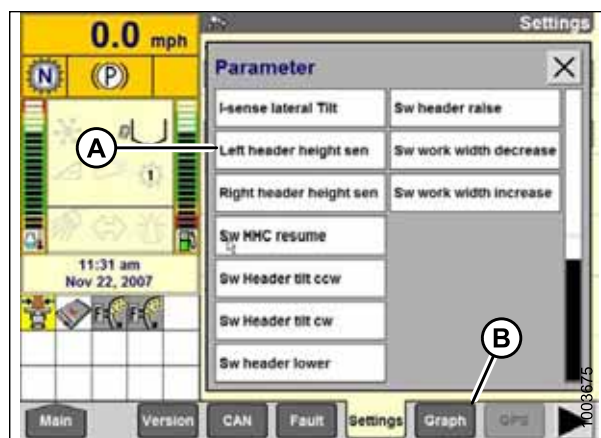 0.0 mph
Settings
N
(P)
Parameter
I-sense lateral Tilt
Sw header raise
A
Left header height sen
Sw work width decrease
1
Right header height sen
Sw work width increase
Sw HHC resume
11:31 am
Nov 22, 2007
Sw Header tilt ccw
F
F
Sw Header tilt cw
Sw header lower
B
Main
Version
CAN
Fault
Settings
Graph
GPS
1003675